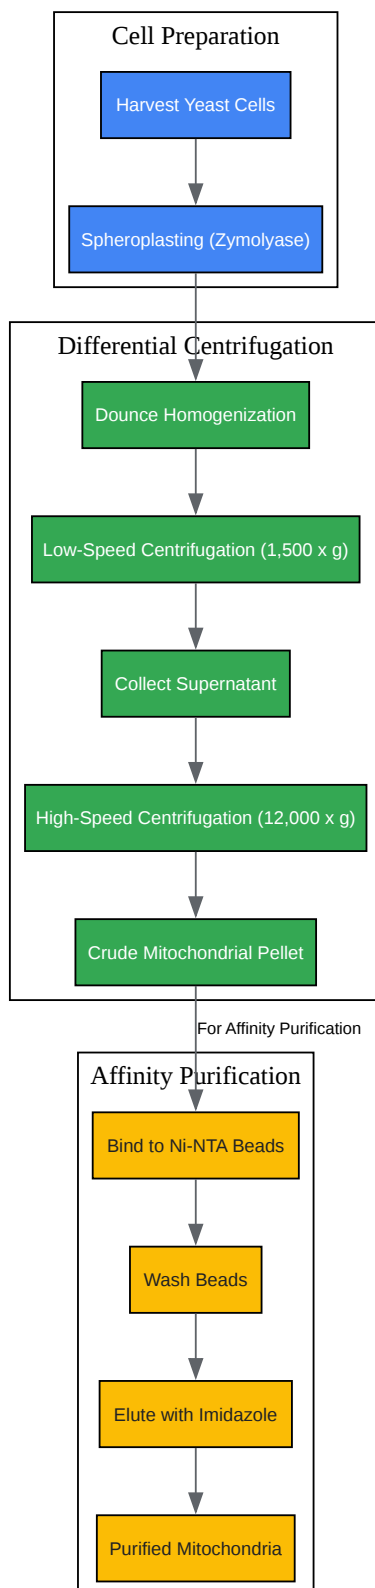 Cell Preparation
Harvest Yeast Cells
Spheroplasting (Zymolyase)
Differential Centrifugation
Dounce Homogenization
Low-Speed Centrifugation (1,500 x g)
Collect Supernatant
High-Speed Centrifugation (12,000 x g)
Crude Mitochondrial Pellet
For Affinity Purification
Affinity Purification
Bind to Ni-NTA Beads
Wash Beads
Elute with Imidazole
Purified Mitochondria